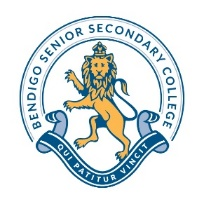 BENDIGO SENIOR SECONDARY COLLEGE
QUI PATITUR VINCIT